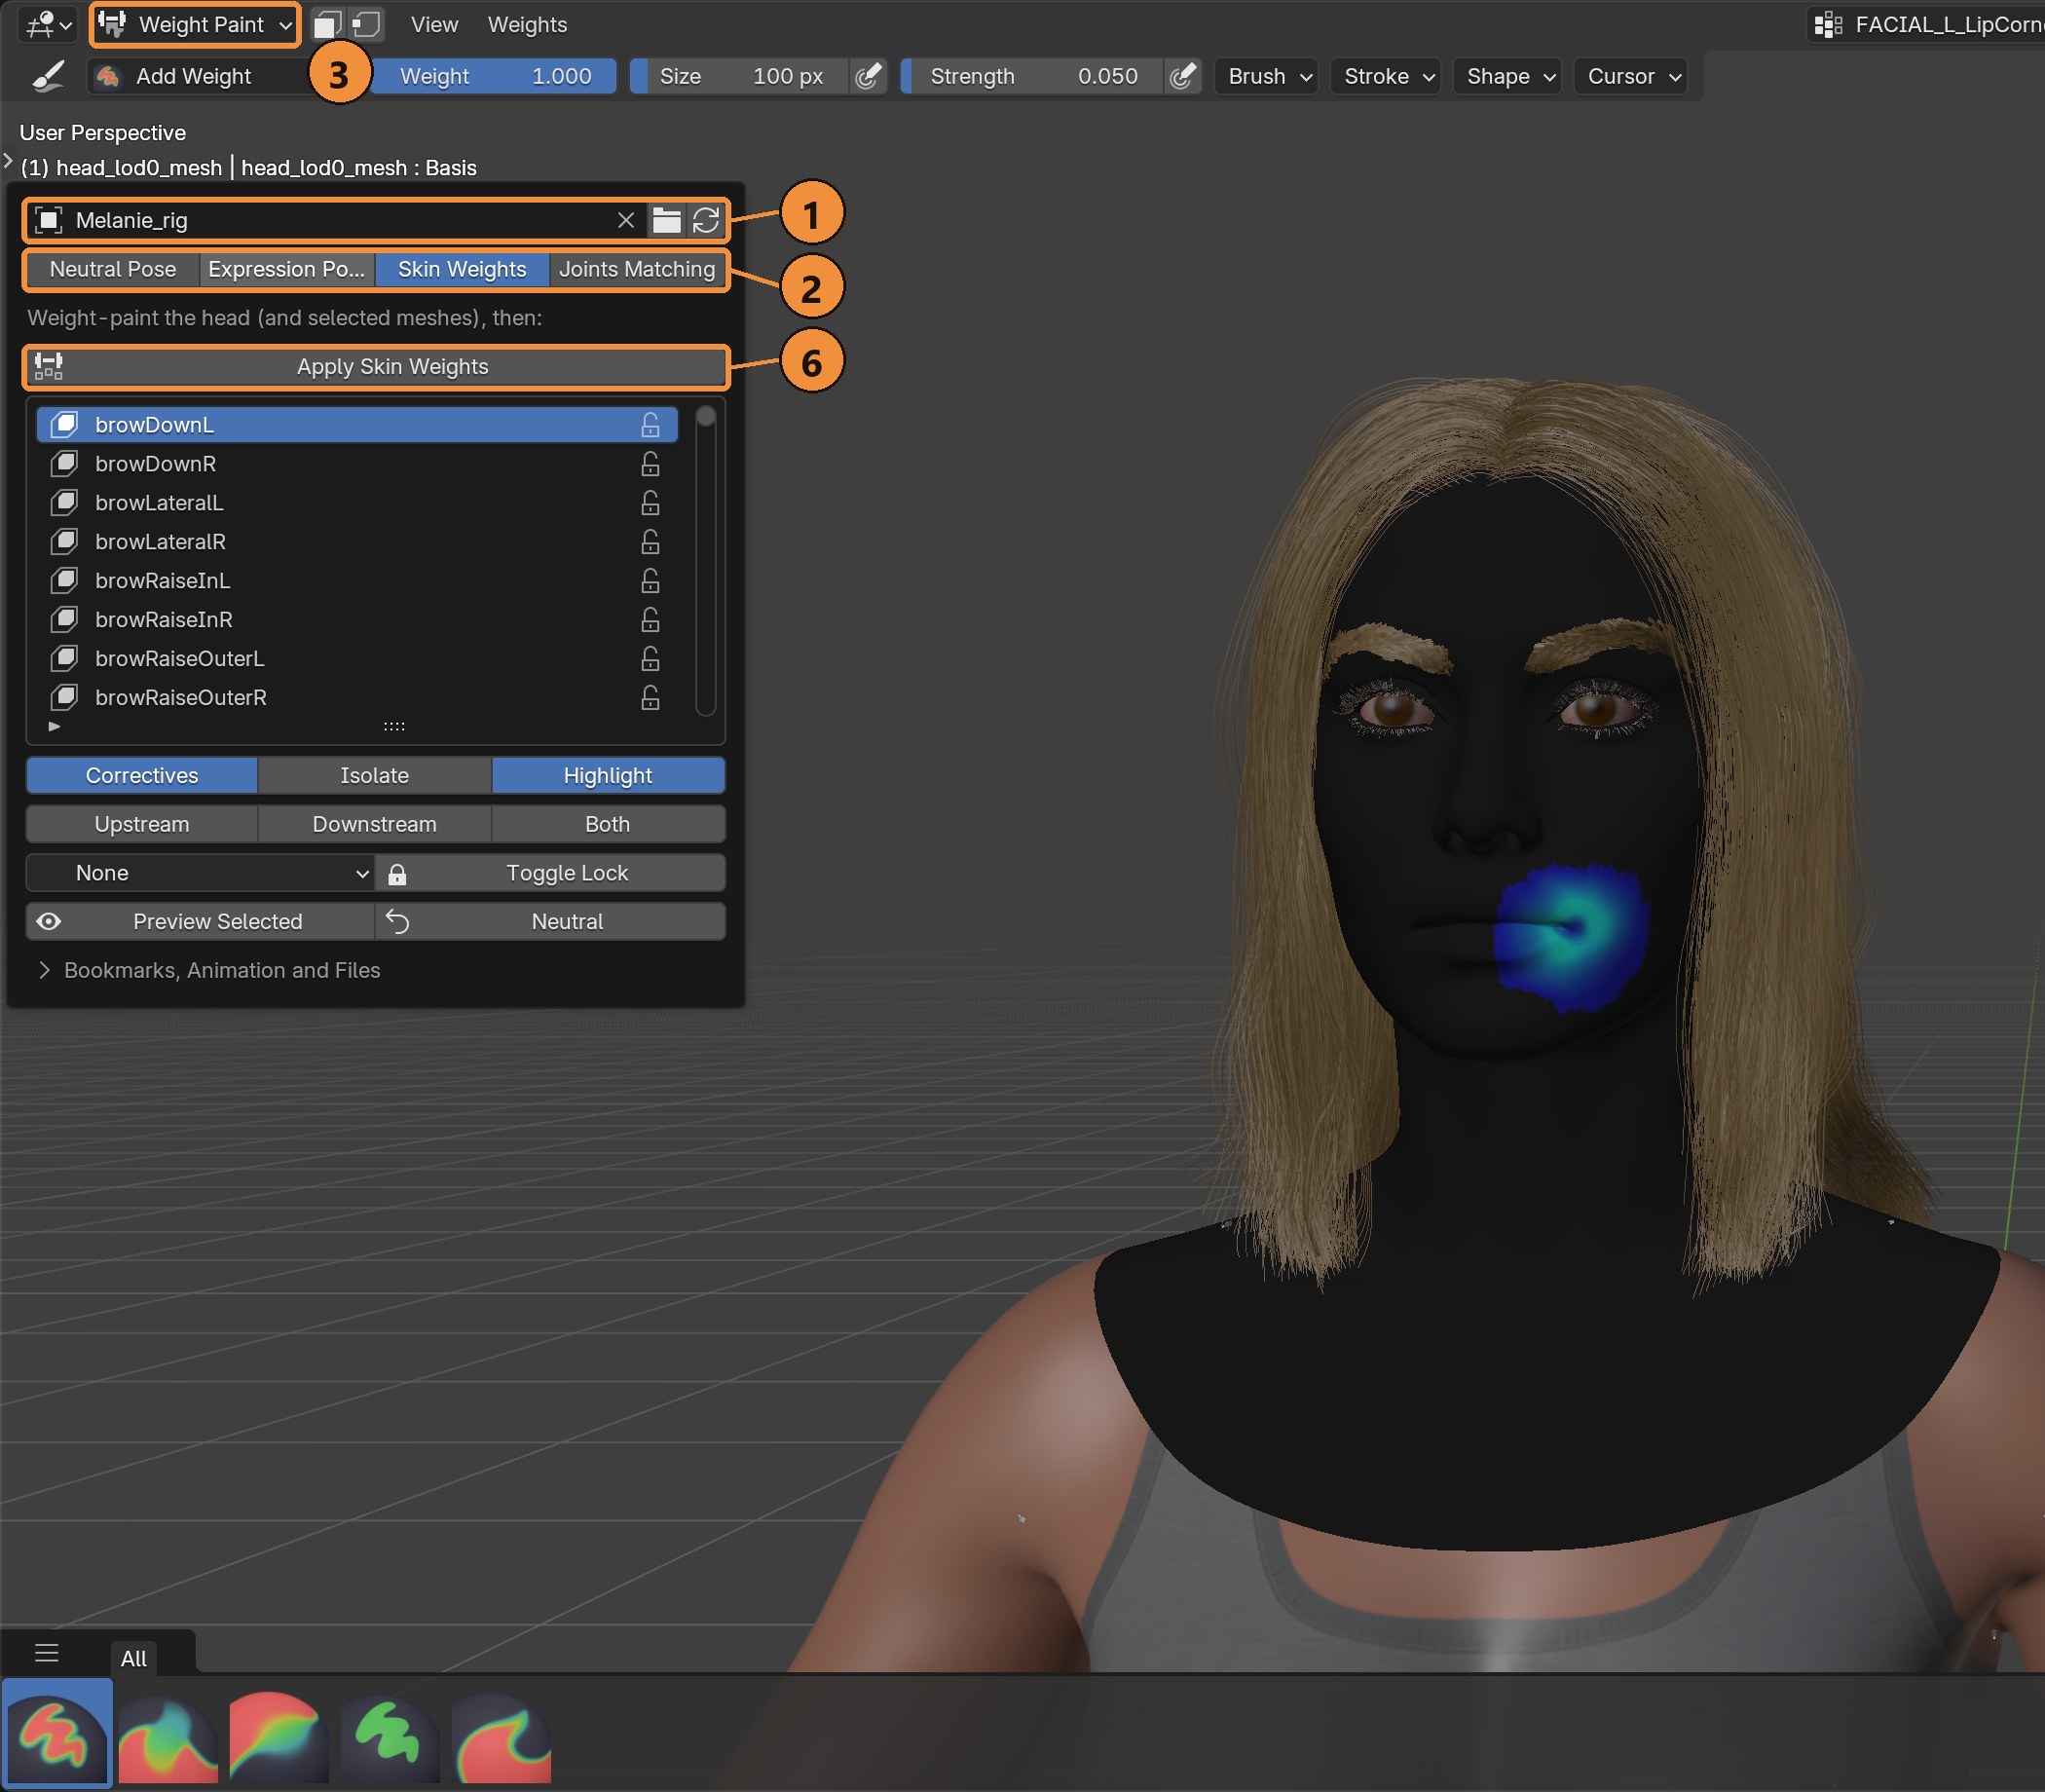 Weight Paint View Weights FACIAL_L_LipCorn
Add Weight 3 Weight 1.000 Size 100 px Strength 0.050 Brush Stroke Shape Cursor
User Perspective
(1) head_lod0_mesh | head_lod0_mesh : Basis
Melanie_rig 1
Neutral Pose Expression Po... Skin Weights Joints Matching 2
Weight-paint the head (and selected meshes), then:
Apply Skin Weights 6
browDownL
browDownR
browLateralL
browLateralR
browRaiseInL
browRaiseInR
browRaiseOuterL
browRaiseOuterR
Correctives Isolate Highlight
Upstream Downstream Both
None Toggle Lock
Preview Selected Neutral
Bookmarks, Animation and Files
All